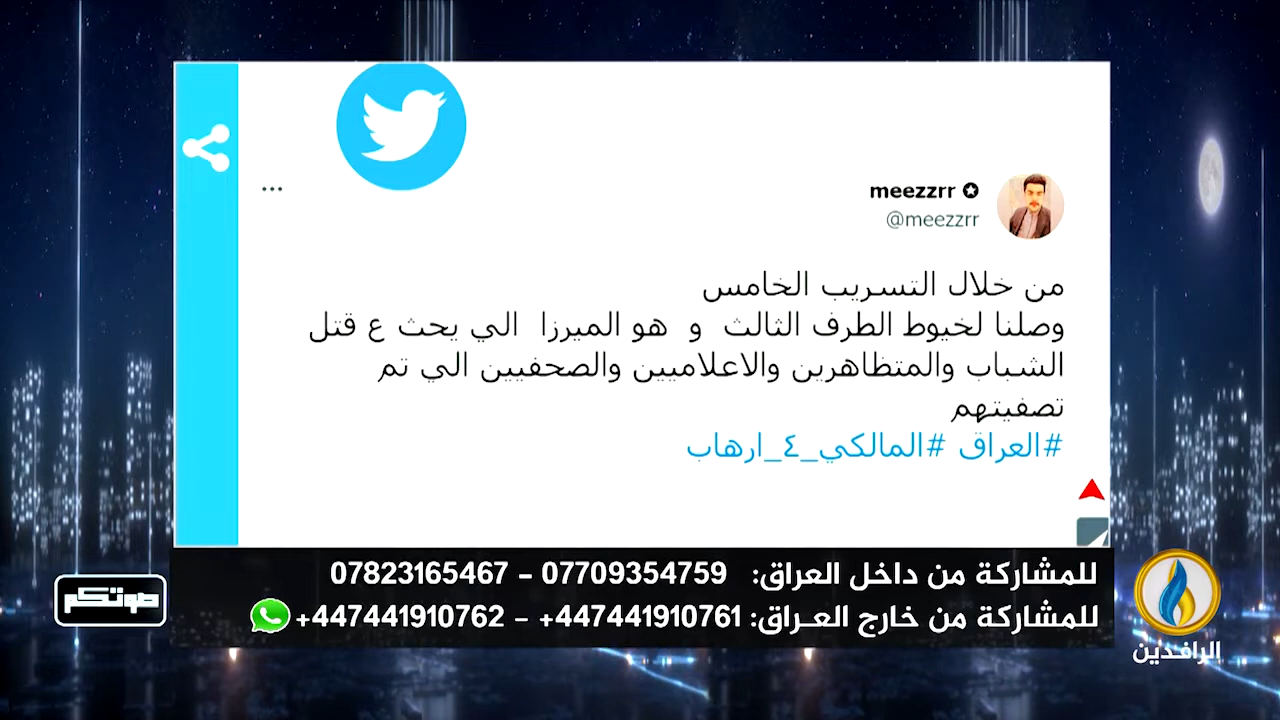 meezzrr
@meezzrr
من خلال التسريب الخامس
وصلنا لخيوط الطرف الثالث و هو الميرزا الي يحث ع قتل
الشباب والمتظاهرين والاعلاميين والصحفيين الي تم
تصفيتهم
#العراق #المالكي_٤_ارهاب
للمشاركة من داخل العراق: 07709354759 - 07823165467
للمشاركة من خارج العراق: 447441910761+ - 447441910762+
صوتكم
الرافدين